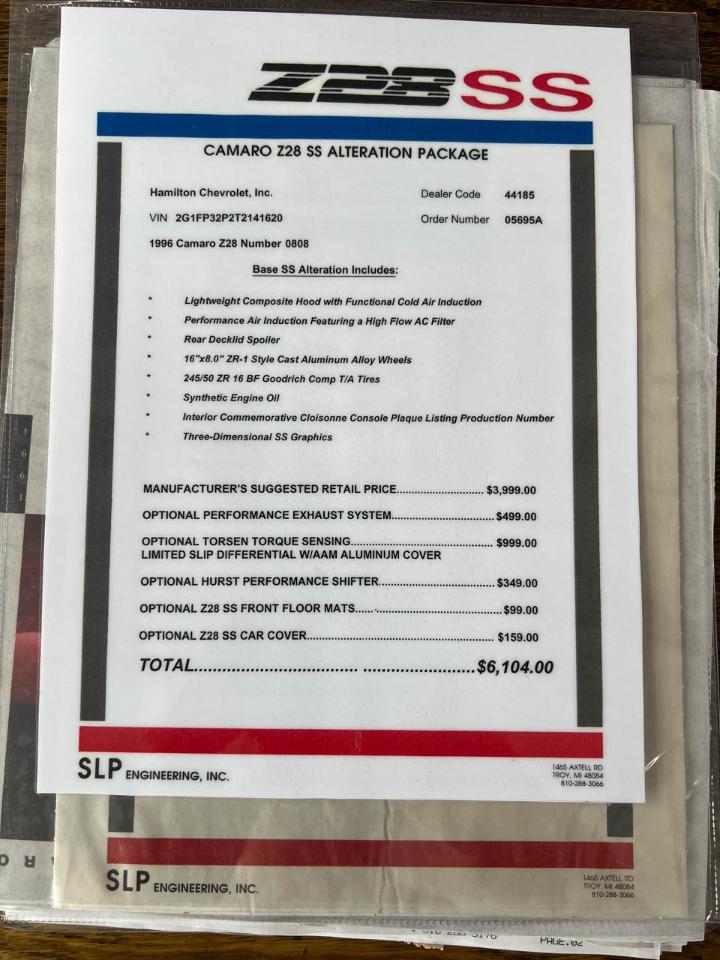 Z28SS
CAMARO Z28 SS ALTERATION PACKAGE
Hamilton Chevrolet, Inc.
Dealer Code 44185
VIN 2G1FP32P2T2141620
Order Number 05695A
1996 Camaro Z28 Number 0808
Base SS Alteration Includes:
* Lightweight Composite Hood with Functional Cold Air Induction
* Performance Air Induction Featuring a High Flow AC Filter
* Rear Decklid Spoiler
* 16"x8.0" ZR-1 Style Cast Aluminum Alloy Wheels
* 245/50 ZR 16 BF Goodrich Comp T/A Tires
* Synthetic Engine Oil
* Interior Commemorative Cloisonne Console Plaque Listing Production Number
* Three-Dimensional SS Graphics
MANUFACTURER'S SUGGESTED RETAIL PRICE............................ $3,999.00
OPTIONAL PERFORMANCE EXHAUST SYSTEM.................................. $499.00
OPTIONAL TORSEN TORQUE SENSING.............................................. $999.00
LIMITED SLIP DIFFERENTIAL W/AAM ALUMINUM COVER
OPTIONAL HURST PERFORMANCE SHIFTER...................................... $349.00
OPTIONAL Z28 SS FRONT FLOOR MATS............................................... $99.00
OPTIONAL Z28 SS CAR COVER............................................................ $159.00
TOTAL................................... ........................$6,104.00
SLP ENGINEERING, INC.
1465 AXTELL RD
TROY, MI 48084
810-288-3066
SLP ENGINEERING, INC.
1465 AXTELL RD
TROY, MI 48084
810-288-3066
PAGE.02